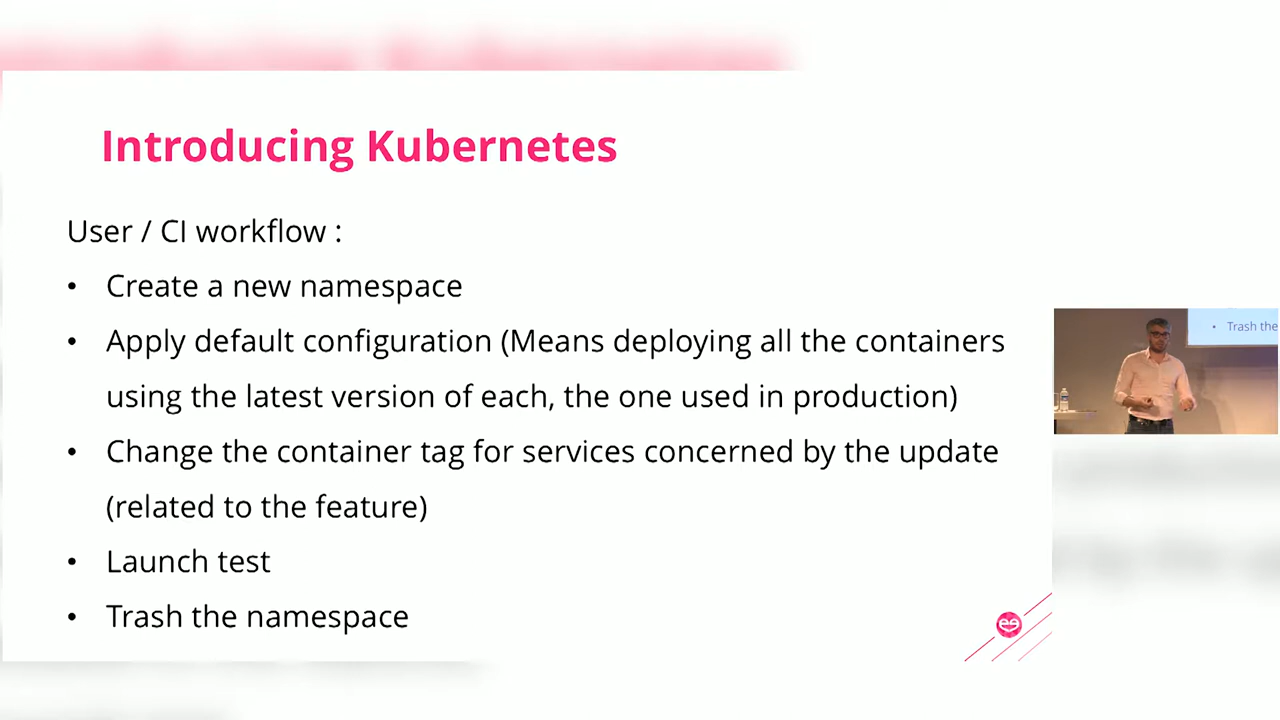 Introducing Kubernetes
User / CI workflow :
• Create a new namespace
• Apply default configuration (Means deploying all the containers
using the latest version of each, the one used in production)
• Change the container tag for services concerned by the update
(related to the feature)
• Launch test
• Trash the namespace
• Trash the